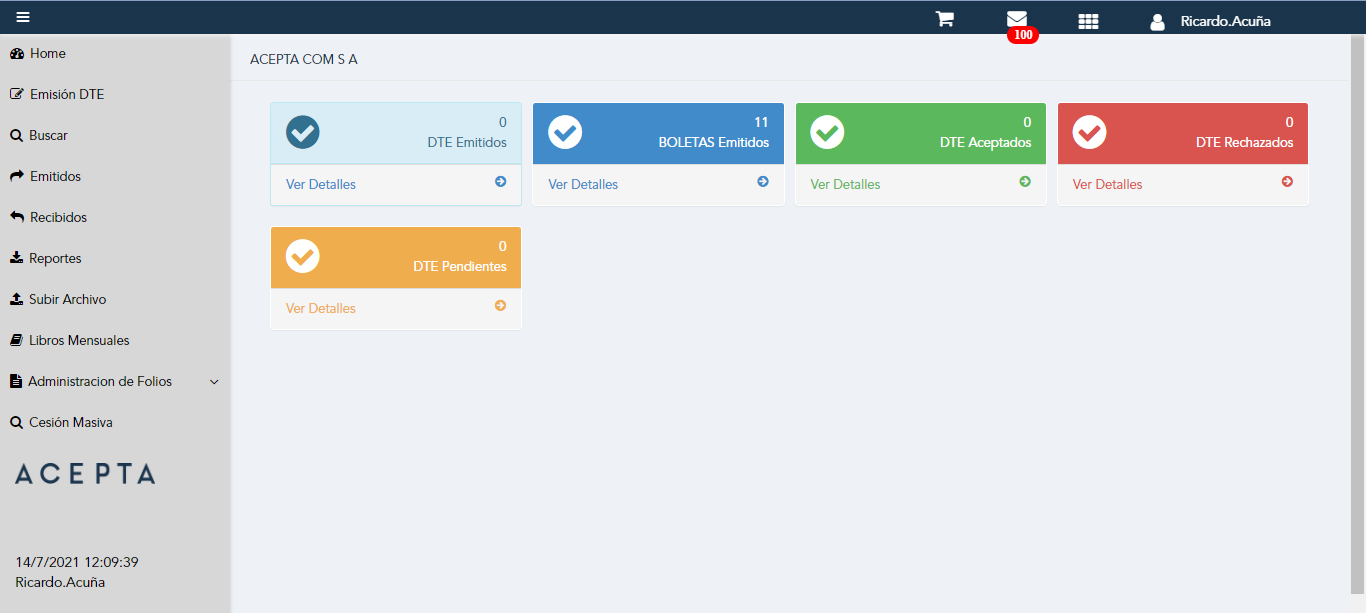 Ricardo.Acuña
100
Home
Emisión DTE
Buscar
Emitidos
Recibidos
Reportes
Subir Archivo
Libros Mensuales
Administracion de Folios
Cesión Masiva
ACEPTA
14/7/2021 12:09:39
Ricardo.Acuña
ACEPTA COM S A
0
DTE Emitidos
Ver Detalles
11
BOLETAS Emitidos
Ver Detalles
0
DTE Aceptados
Ver Detalles
0
DTE Rechazados
Ver Detalles
0
DTE Pendientes
Ver Detalles